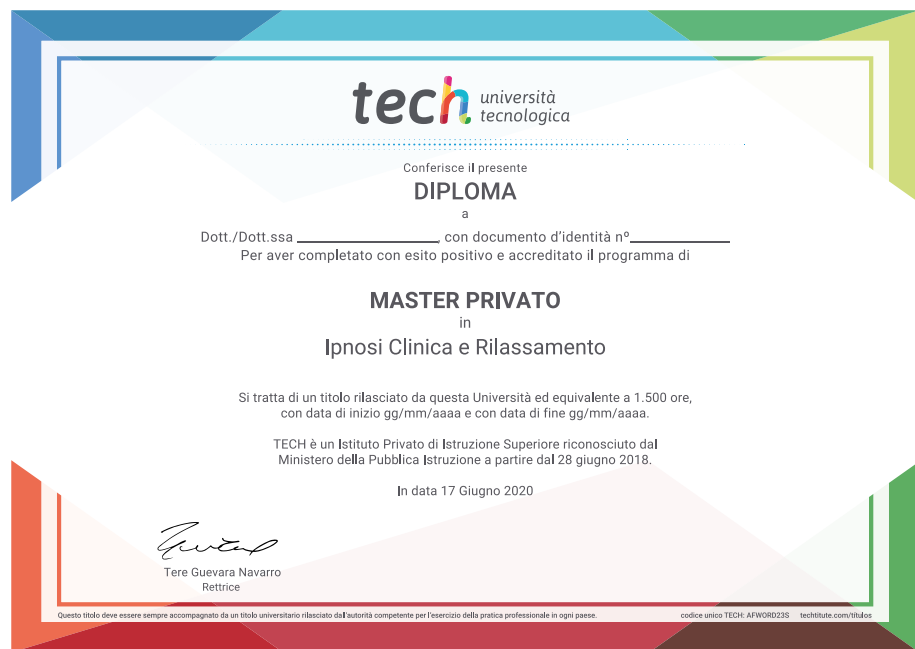 tech università
tecnologica
Conferisce il presente
DIPLOMA
a
Dott./Dott.ssa ____________________, con documento d'identità nº______________
Per aver completato con esito positivo e accreditato il programma di
MASTER PRIVATO
in
Ipnosi Clinica e Rilassamento
Si tratta di un titolo rilasciato da questa Università ed equivalente a 1.500 ore,
con data di inizio gg/mm/aaaa e con data di fine gg/mm/aaaa.
TECH è un Istituto Privato di Istruzione Superiore riconosciuto dal
Ministero della Pubblica Istruzione a partire dal 28 giugno 2018.
In data 17 Giugno 2020
Tere Guevara Navarro
Rettrice
Questo titolo deve essere sempre accompagnato da un titolo universitario rilasciato dall'autorità competente per l'esercizio della pratica professionale in ogni paese. codice unico TECH: AFWORD23S techtitute.com/titulos